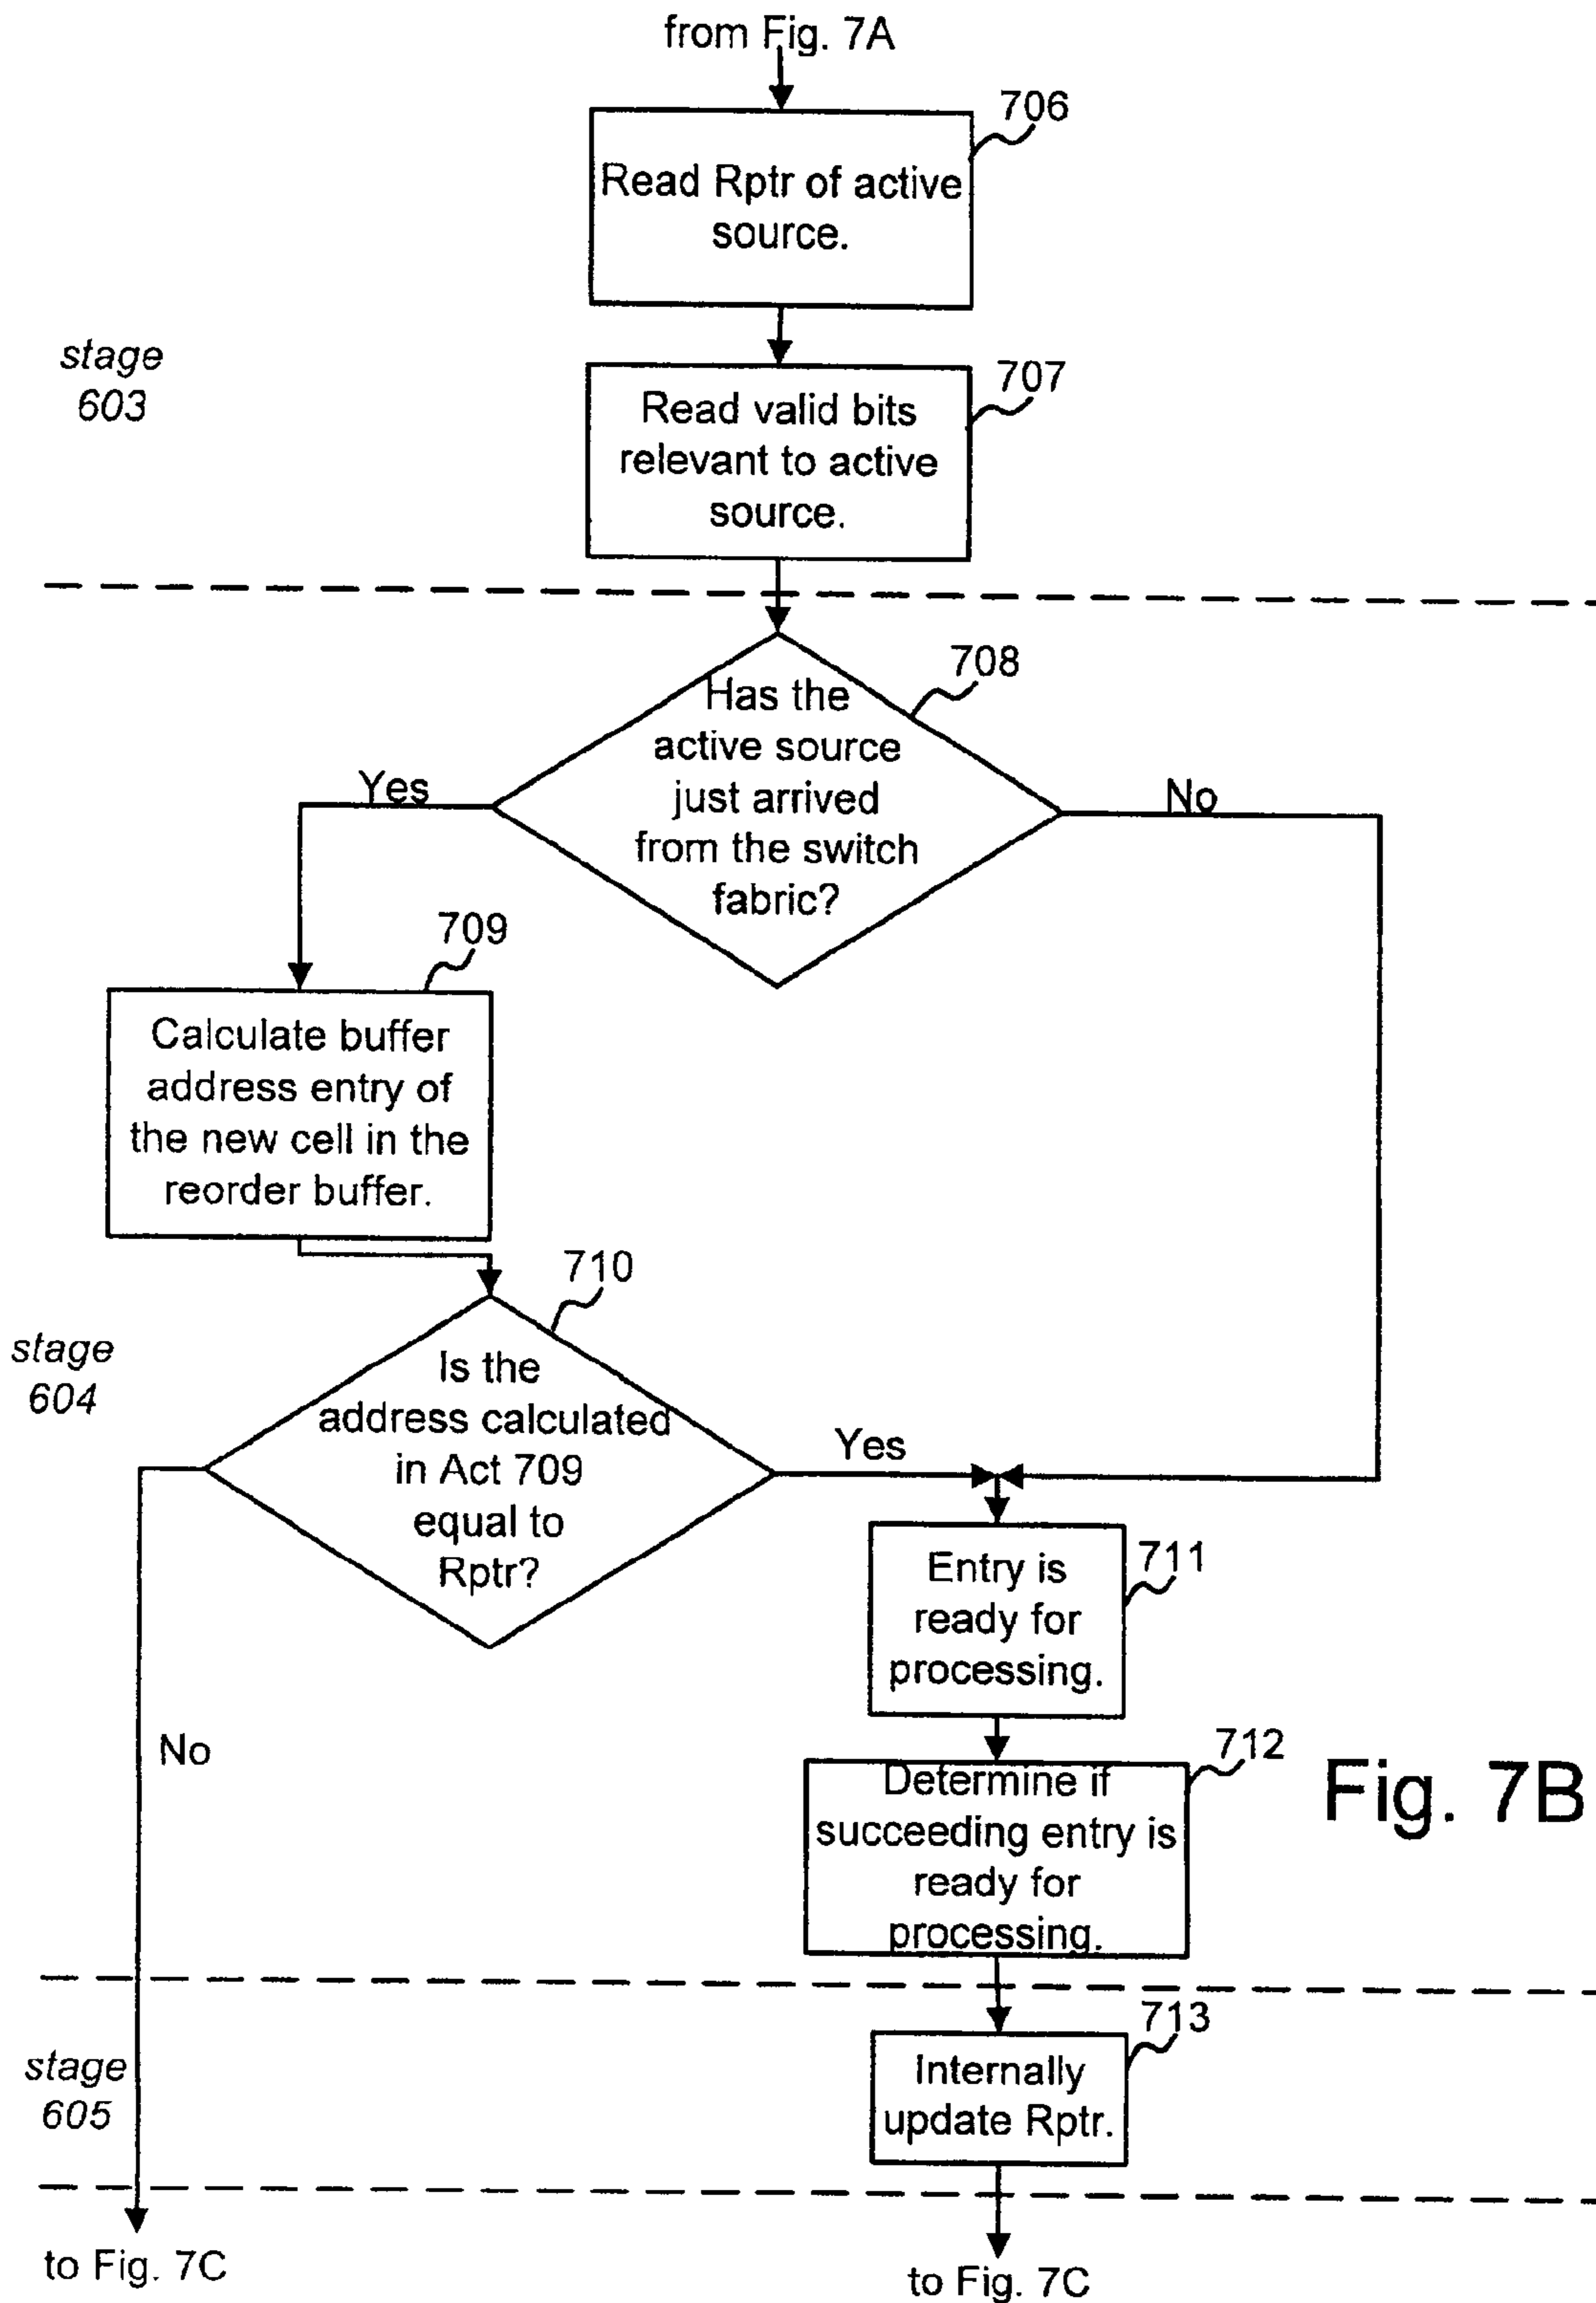 from Fig. 7A
706
Read Rptr of active
source.
stage
603
707
Read valid bits
relevant to active
source.
708
Has the
active source
just arrived
from the switch
fabric?
Yes
No
709
Calculate buffer
address entry of
the new cell in the
reorder buffer.
710
stage
604
Is the
address calculated
in Act 709
equal to
Rptr?
Yes
No
711
Entry is
ready for
processing.
712
Determine if
succeeding entry is
ready for
processing.
Fig. 7B
stage
605
713
Internally
update Rptr.
to Fig. 7C
to Fig. 7C